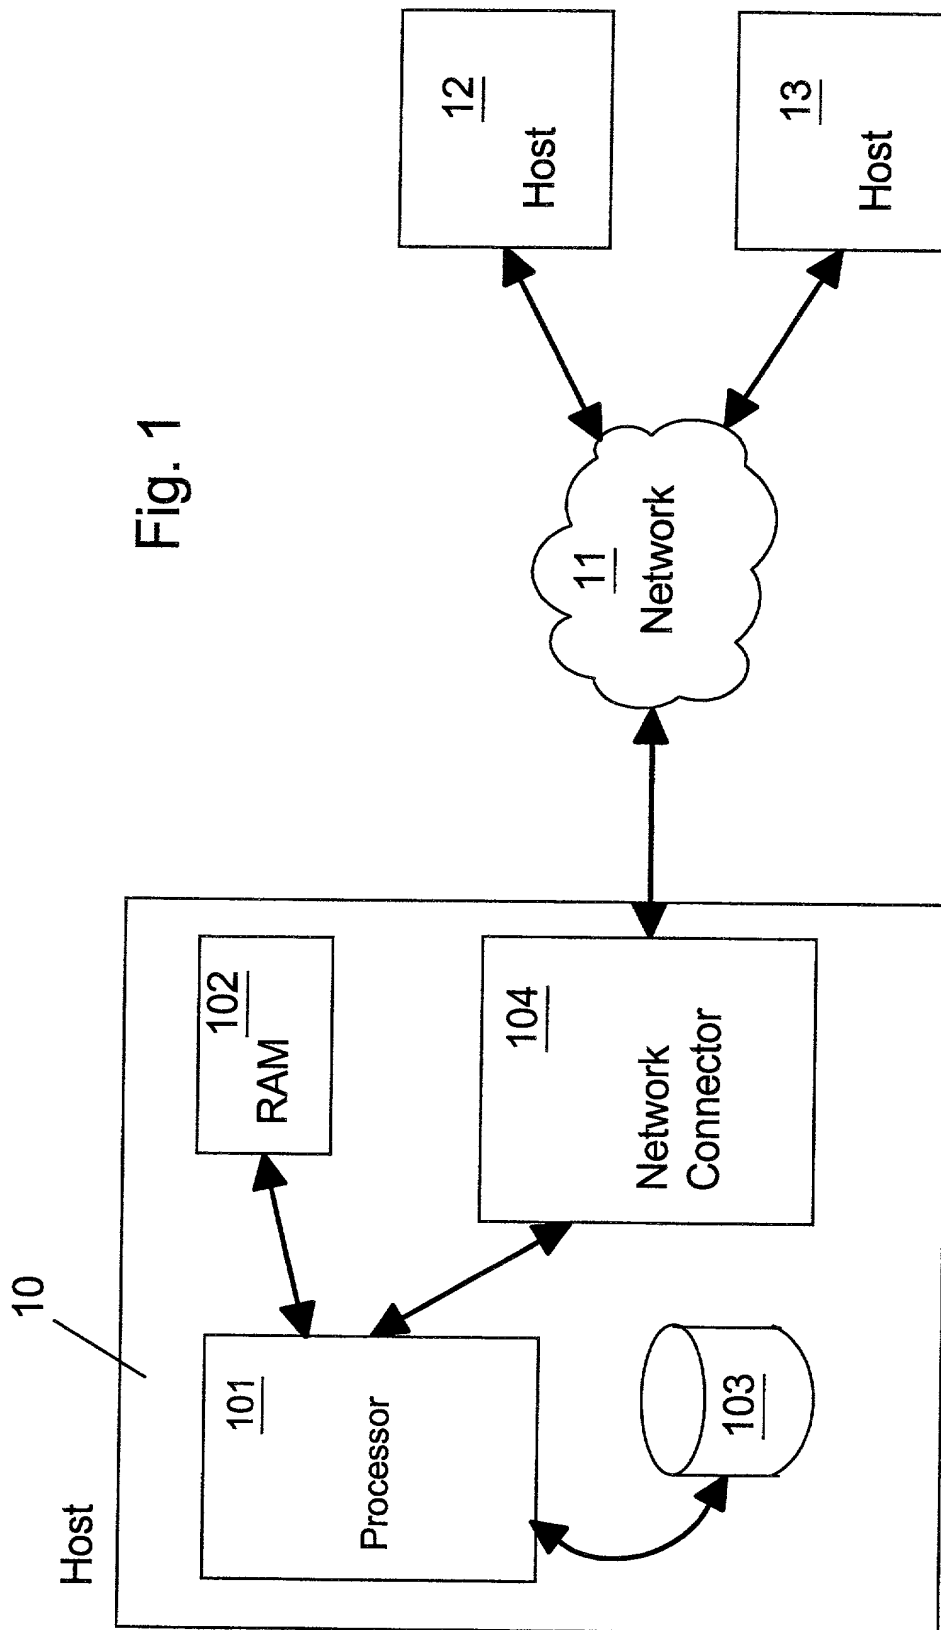 Fig. 1
Host
10
101
Processor
102
RAM
103
104
Network
Connector
11
Network
12
Host
13
Host